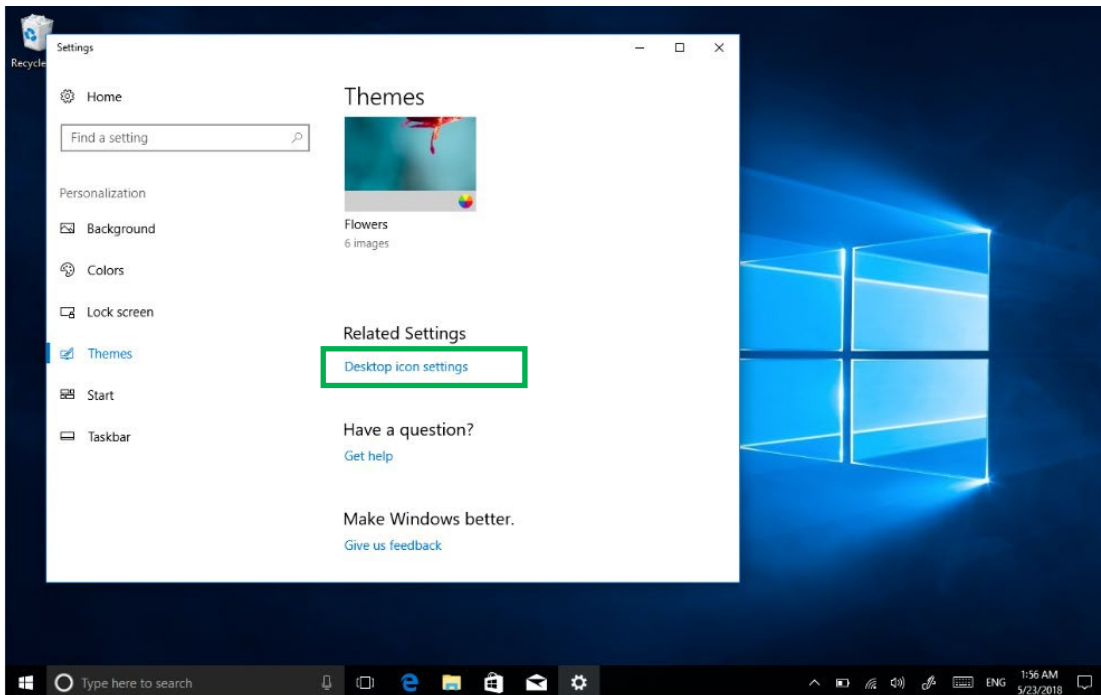 Recycle
Settings
Home
Find a setting
Personalization
Background
Colors
Lock screen
Themes
Start
Taskbar
Themes
Flowers
6 images
Related Settings
Desktop icon settings
Have a question?
Get help
Make Windows better.
Give us feedback
Type here to search
ENG
1:56 AM
5/23/2018